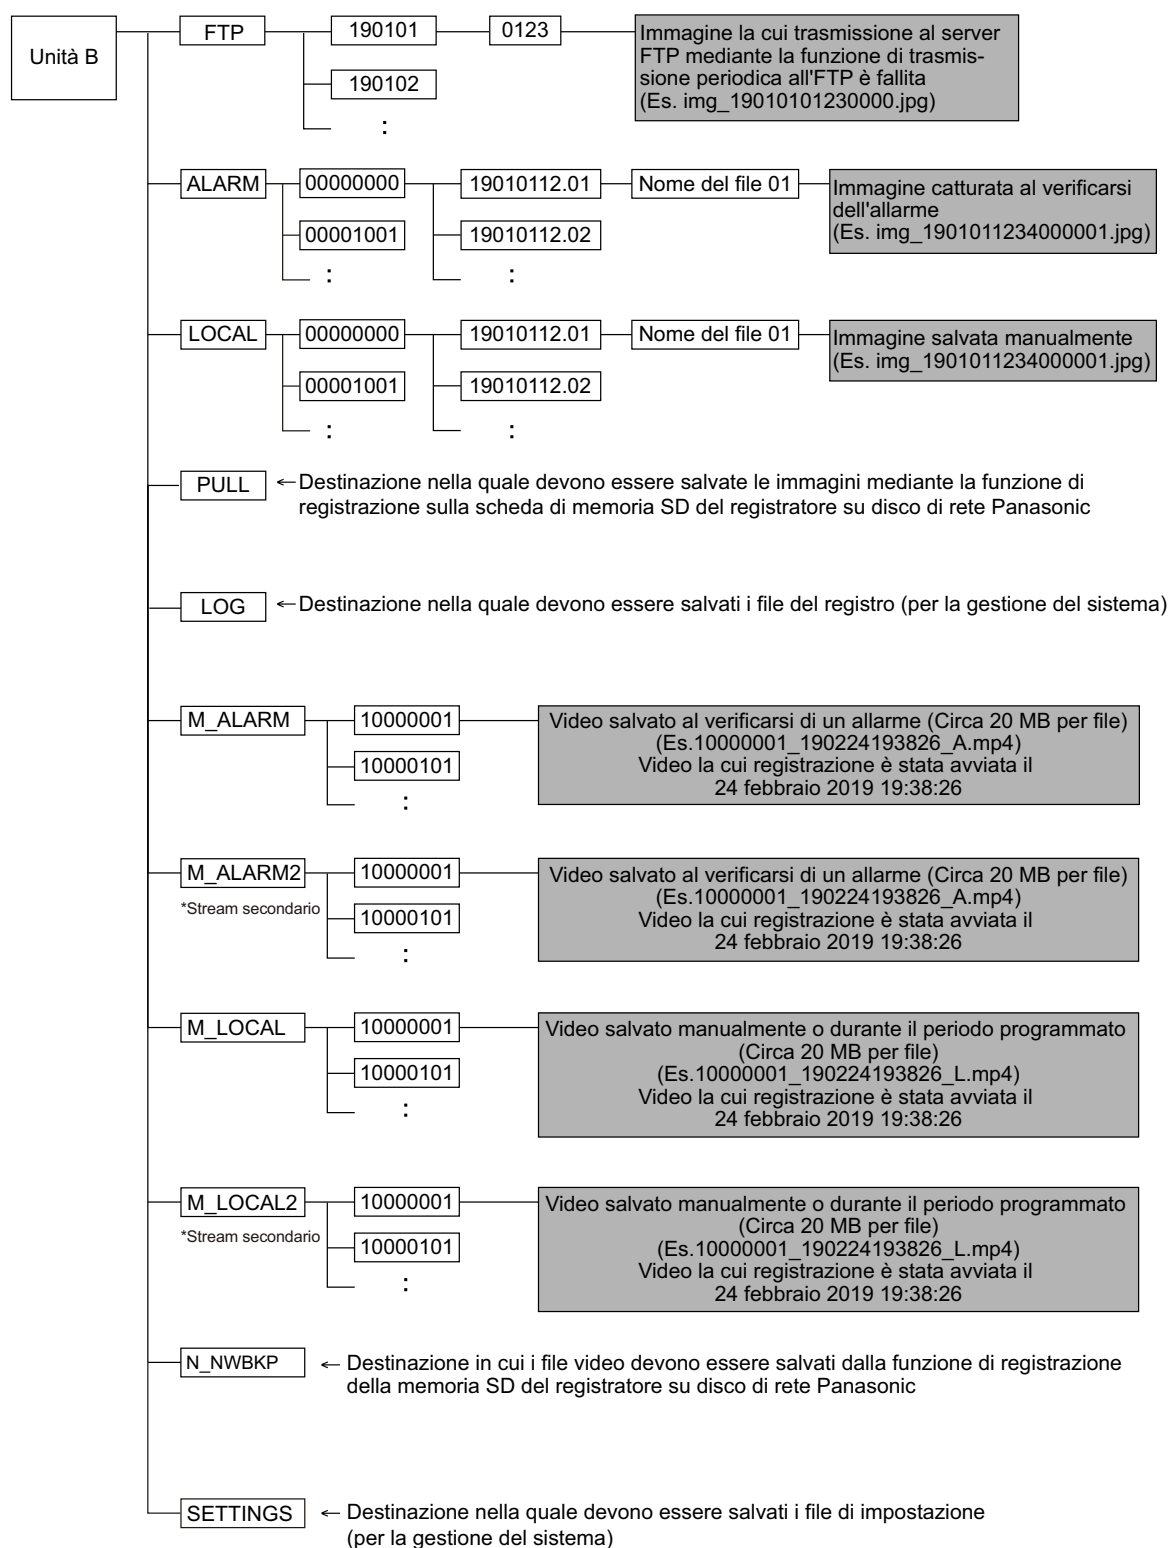 Unità B
FTP
190101
0123
Immagine la cui trasmissione al server
FTP mediante la funzione di trasmis-
sione periodica all'FTP è fallita
(Es. img_19010101230000.jpg)
190102
:
ALARM
00000000
19010112.01
Nome del file 01
Immagine catturata al verificarsi
dell'allarme
(Es. img_1901011234000001.jpg)
00001001
19010112.02
:
:
LOCAL
00000000
19010112.01
Nome del file 01
Immagine salvata manualmente
(Es. img_1901011234000001.jpg)
00001001
19010112.02
:
:
PULL
← Destinazione nella quale devono essere salvate le immagini mediante la funzione di
registrazione sulla scheda di memoria SD del registratore su disco di rete Panasonic
LOG
← Destinazione nella quale devono essere salvati i file del registro (per la gestione del sistema)
M_ALARM
10000001
Video salvato al verificarsi di un allarme (Circa 20 MB per file)
(Es.10000001_190224193826_A.mp4)
Video la cui registrazione è stata avviata il
24 febbraio 2019 19:38:26
10000101
:
M_ALARM2
*Stream secondario
10000001
Video salvato al verificarsi di un allarme (Circa 20 MB per file)
(Es.10000001_190224193826_A.mp4)
Video la cui registrazione è stata avviata il
24 febbraio 2019 19:38:26
10000101
:
M_LOCAL
10000001
Video salvato manualmente o durante il periodo programmato
(Circa 20 MB per file)
(Es.10000001_190224193826_L.mp4)
Video la cui registrazione è stata avviata il
24 febbraio 2019 19:38:26
10000101
:
M_LOCAL2
*Stream secondario
10000001
Video salvato manualmente o durante il periodo programmato
(Circa 20 MB per file)
(Es.10000001_190224193826_L.mp4)
Video la cui registrazione è stata avviata il
24 febbraio 2019 19:38:26
10000101
:
N_NWBKP
← Destinazione in cui i file video devono essere salvati dalla funzione di registrazione
della memoria SD del registratore su disco di rete Panasonic
SETTINGS
← Destinazione nella quale devono essere salvati i file di impostazione
(per la gestione del sistema)